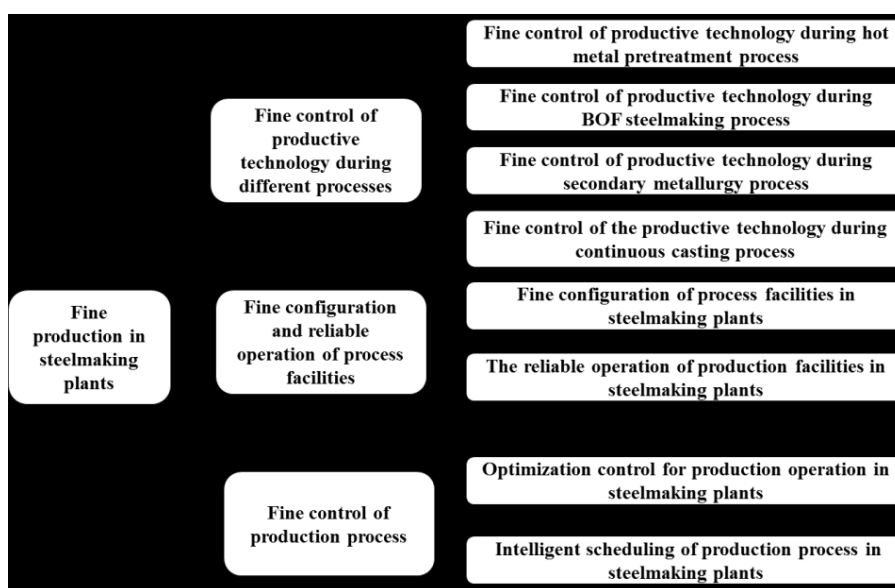 Fine
production in
steelmaking
plants
Fine control of
productive
technology during
different processes
Fine control of productive technology during hot
metal pretreatment process
Fine control of productive technology during
BOF steelmaking process
Fine control of productive technology during
secondary metallurgy process
Fine control of the productive technology during
continuous casting process
Fine configuration
and reliable
operation of process
facilities
Fine configuration of process facilities in
steelmaking plants
The reliable operation of production facilities in
steelmaking plants
Fine control of
production process
Optimization control for production operation in
steelmaking plants
Intelligent scheduling of production process in
steelmaking plants